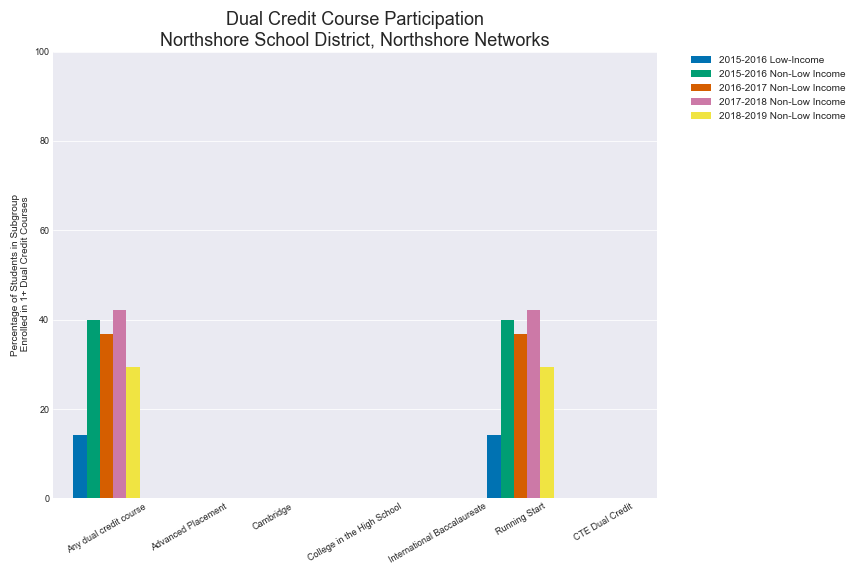 Dual Credit Course Participation
Northshore School District, Northshore Networks
2015-2016 Low-Income
2015-2016 Non-Low Income
2016-2017 Non-Low Income
2017-2018 Non-Low Income
2018-2019 Non-Low Income
Percentage of Students in Subgroup
Enrolled in 1+ Dual Credit Courses
100
80
60
40
20
0
Any dual credit course
Advanced Placement
Cambridge
College in the High School
International Baccalaureate
Running Start
CTE Dual Credit